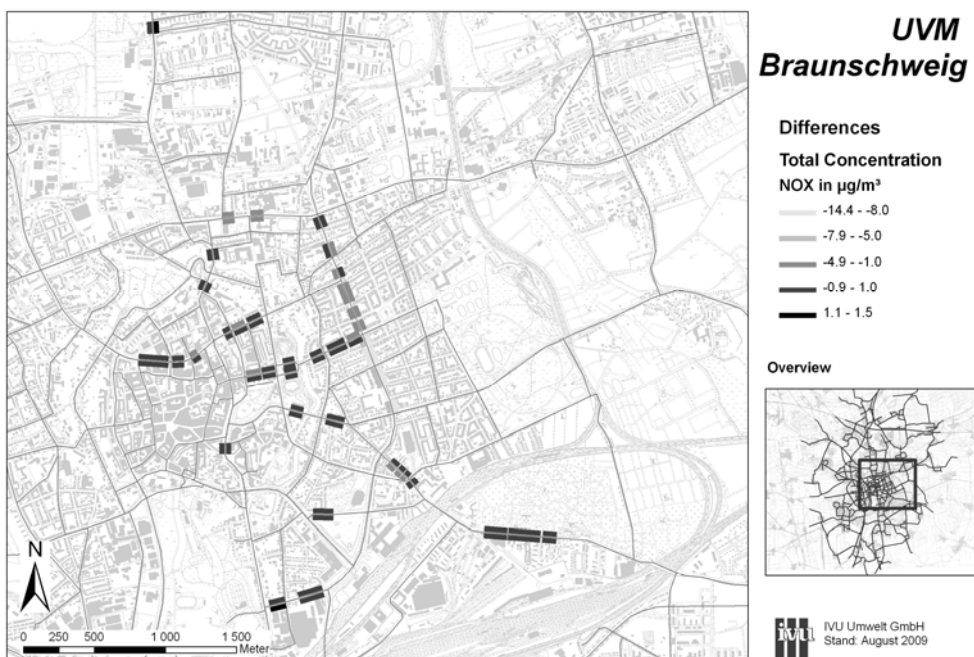 UVM
Braunschweig
Differences
Total Concentration
NOX in µg/m³
-14.4 - -8.0
-7.9 - -5.0
-4.9 - -1.0
-0.9 - 1.0
1.1 - 1.5
Overview
N
0 250 500 1 000 1 500
Meter
ivu
IVU Umwelt GmbH
Stand: August 2009